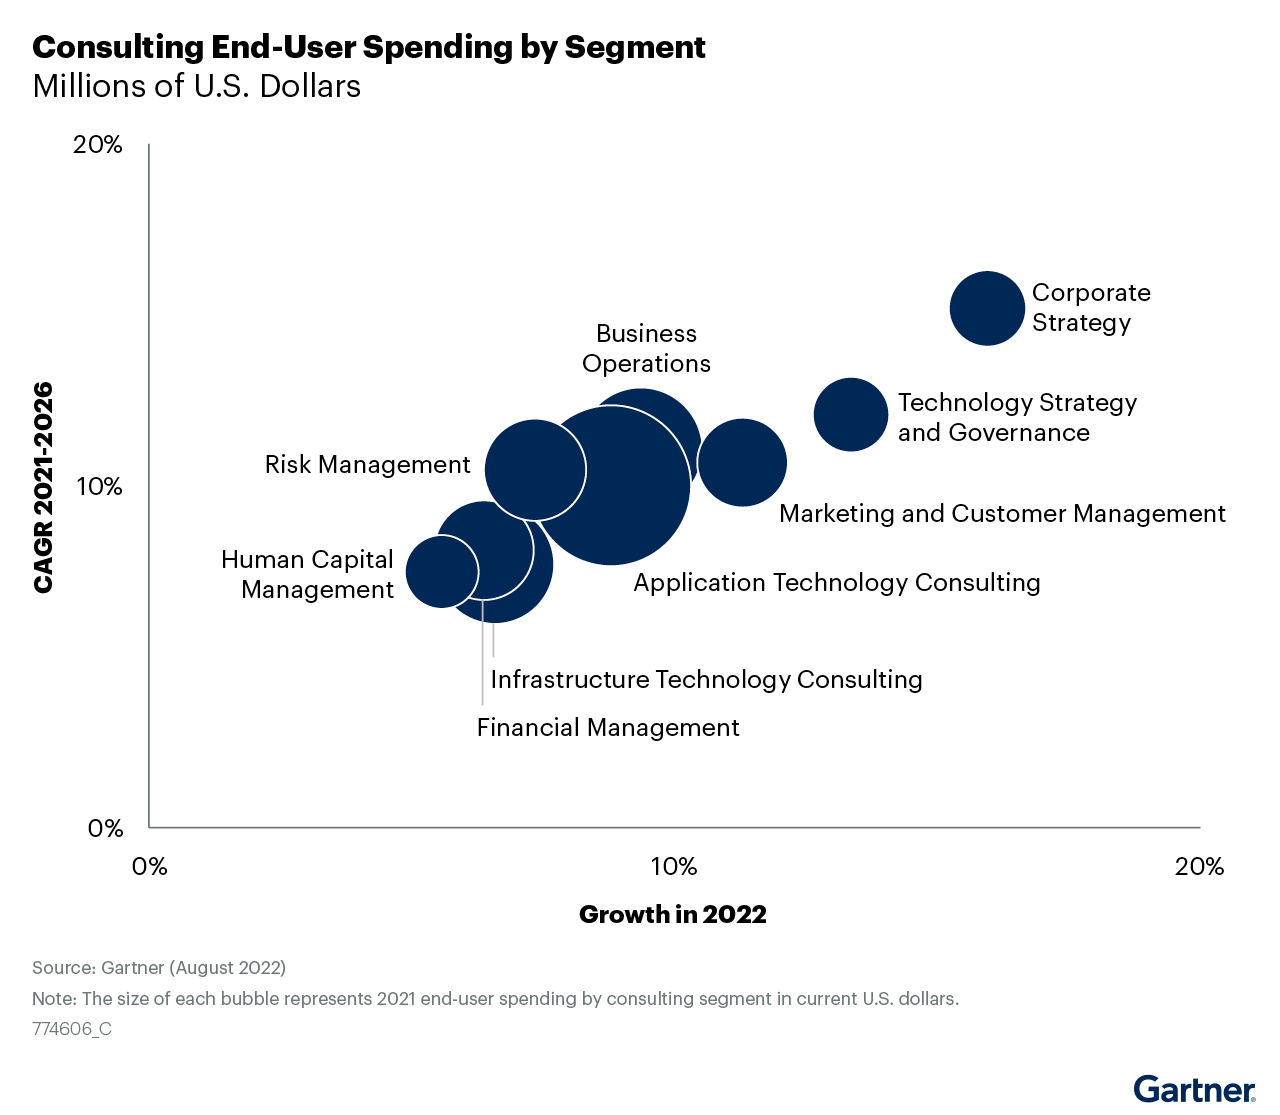 Consulting End-User Spending by Segment
Millions of U.S. Dollars
20%
10%
0%
CAGR 2021-2026
Corporate
Strategy
Business
Operations
Technology Strategy
and Governance
Risk Management
Marketing and Customer Management
Human Capital
Management
Application Technology Consulting
Infrastructure Technology Consulting
Financial Management
0%
10%
20%
Growth in 2022
Source: Gartner (August 2022)
Note: The size of each bubble represents 2021 end-user spending by consulting segment in current U.S. dollars.
774606_C
Gartner®